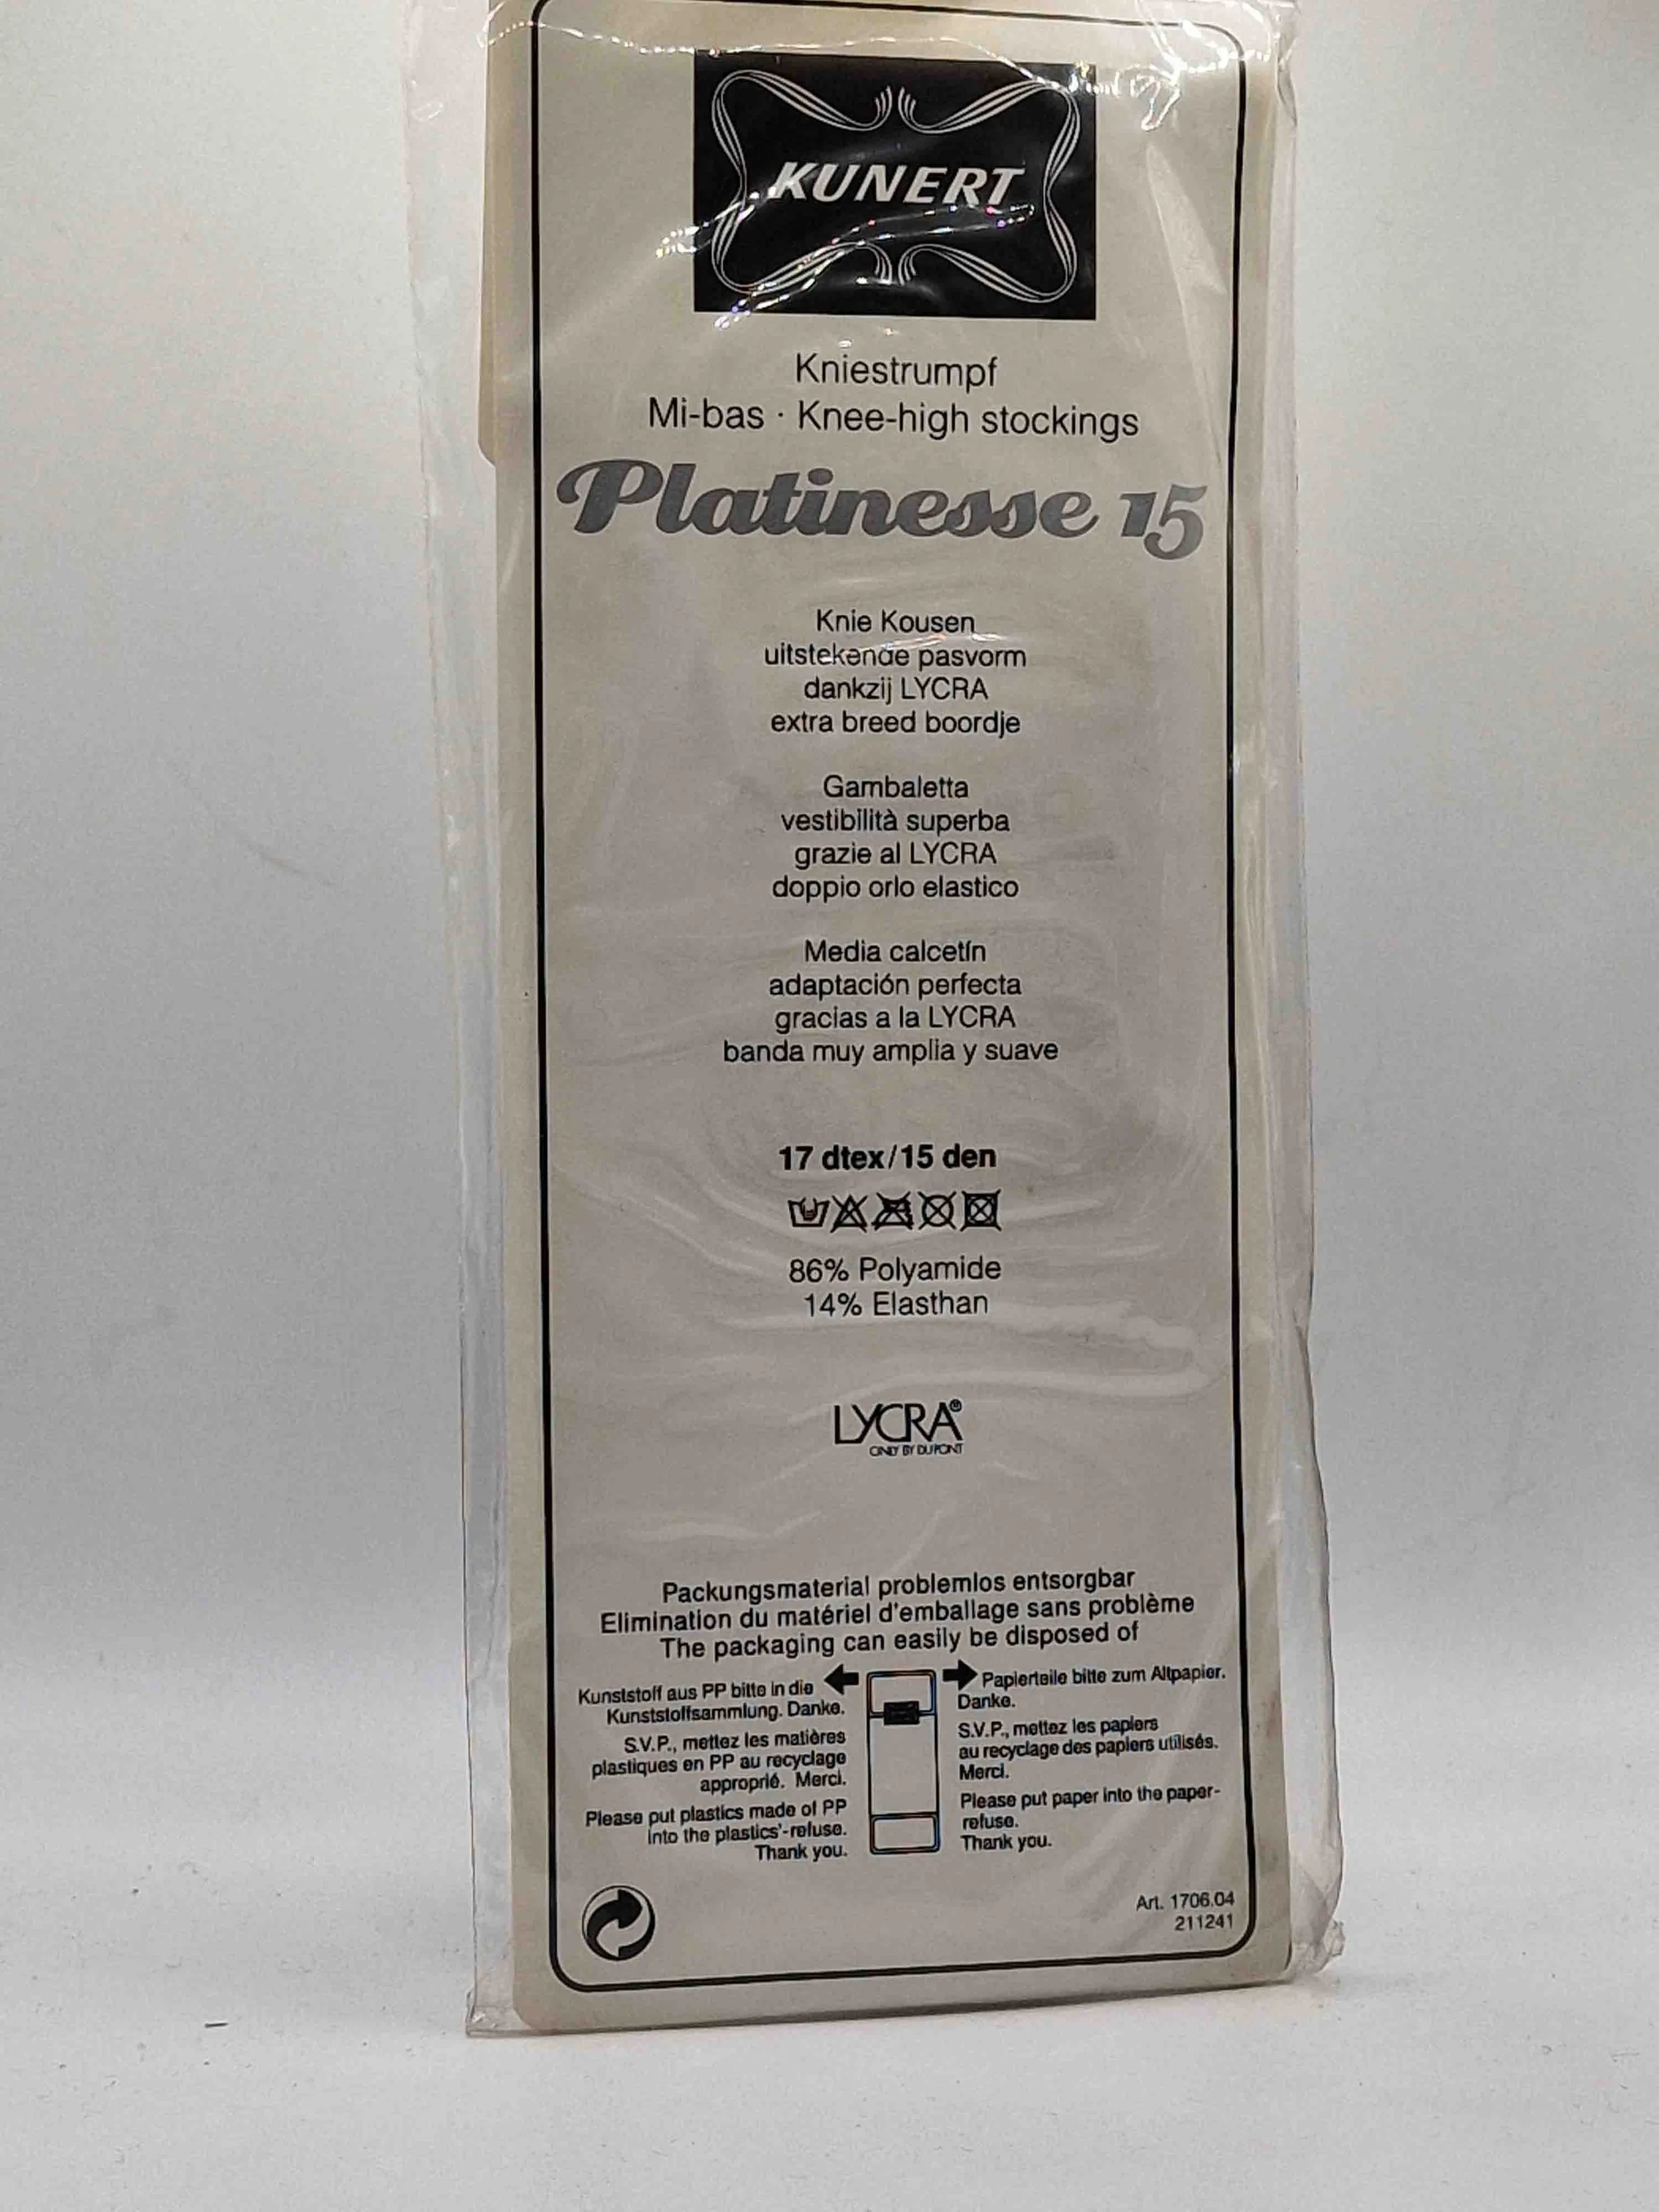 KUNERT
Kniestrumpf
Mi-bas · Knee-high stockings
Platinesse 15
Knie Kousen
uitstekende pasvorm
dankzij LYCRA
extra breed boordje
Gambaletta
vestibilità superba
grazie al LYCRA
doppio orlo elastico
Media calcetín
adaptación perfecta
gracias a la LYCRA
banda muy amplia y suave
17 dtex/15 den
86% Polyamide
14% Elasthan
LYCRA®
ONLY BY DU PONT
Packungsmaterial problemlos entsorgbar
Elimination du matériel d'emballage sans problème
The packaging can easily be disposed of
Kunststoff aus PP bitte in die
Kunststoffsammlung. Danke.
S.V.P., mettez les matières
plastiques en PP au recyclage
approprié. Merci.
Please put plastics made of PP
into the plastics'-refuse.
Thank you.
Papierteile bitte zum Altpapier.
Danke.
S.V.P., mettez les papiers
au recyclage des papiers utilisés.
Merci.
Please put paper into the paper-
refuse.
Thank you.
Art. 1706.04
211241